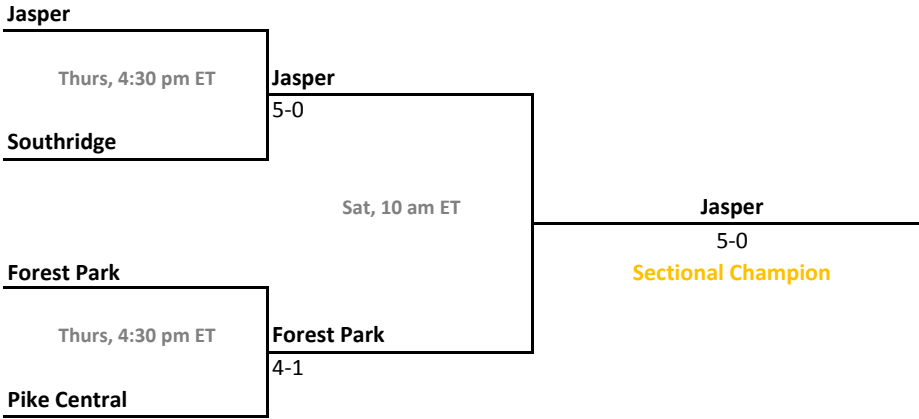 Jasper
Thurs, 4:30 pm ET
Jasper
5-0
Southridge
Sat, 10 am ET
Jasper
5-0
Sectional Champion
Forest Park
Thurs, 4:30 pm ET
Forest Park
4-1
Pike Central